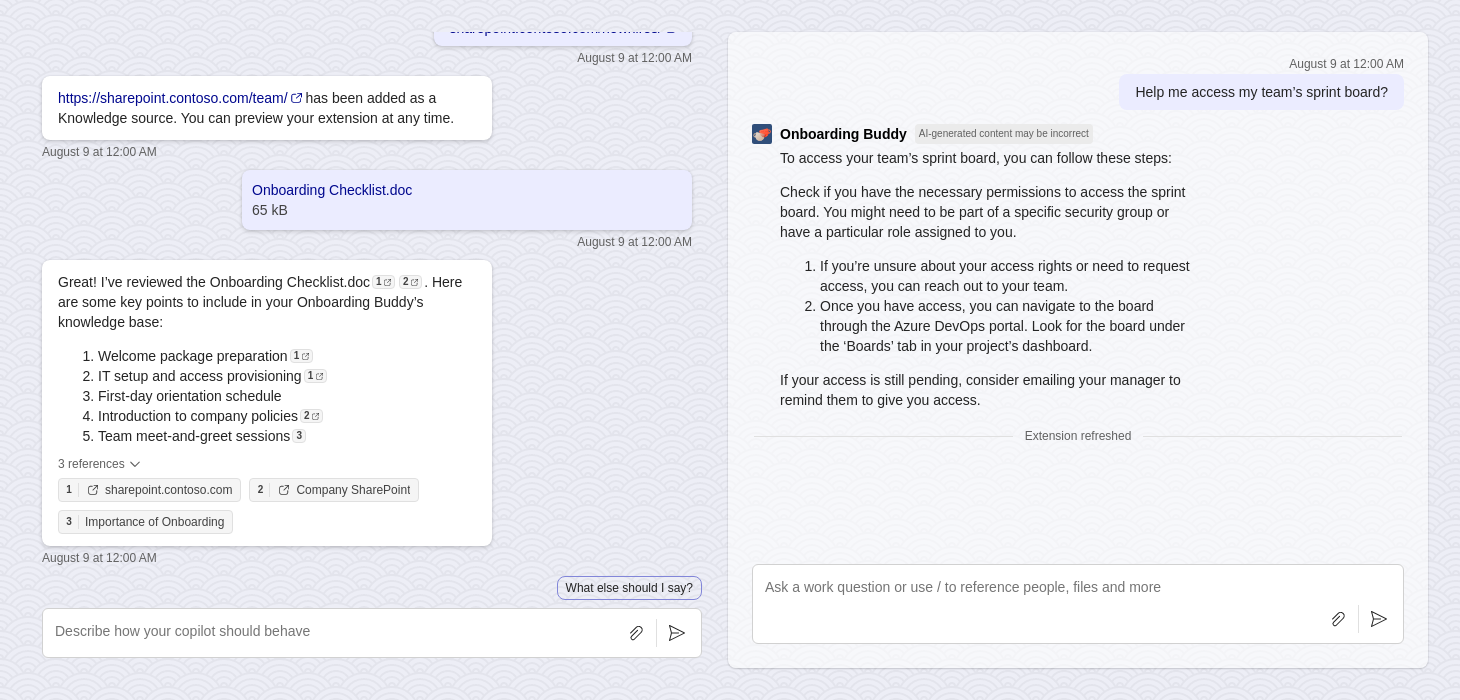 August 9 at 12:00 AM
https://sharepoint.contoso.com/team/ has been added as a
Knowledge source. You can preview your extension at any time.
August 9 at 12:00 AM
Onboarding Checklist.doc
65 kB
August 9 at 12:00 AM
Great! I’ve reviewed the Onboarding Checklist.doc 1 2 . Here
are some key points to include in your Onboarding Buddy’s
knowledge base:
1. Welcome package preparation 1
2. IT setup and access provisioning 1
3. First-day orientation schedule
4. Introduction to company policies 2
5. Team meet-and-greet sessions 3
3 references
1 sharepoint.contoso.com 2 Company SharePoint
3 Importance of Onboarding
August 9 at 12:00 AM
What else should I say?
Describe how your copilot should behave
August 9 at 12:00 AM
Help me access my team’s sprint board?
Onboarding Buddy AI-generated content may be incorrect
To access your team’s sprint board, you can follow these steps:
Check if you have the necessary permissions to access the sprint
board. You might need to be part of a specific security group or
have a particular role assigned to you.
1. If you’re unsure about your access rights or need to request
access, you can reach out to your team.
2. Once you have access, you can navigate to the board
through the Azure DevOps portal. Look for the board under
the ‘Boards’ tab in your project’s dashboard.
If your access is still pending, consider emailing your manager to
remind them to give you access.
Extension refreshed
Ask a work question or use / to reference people, files and more